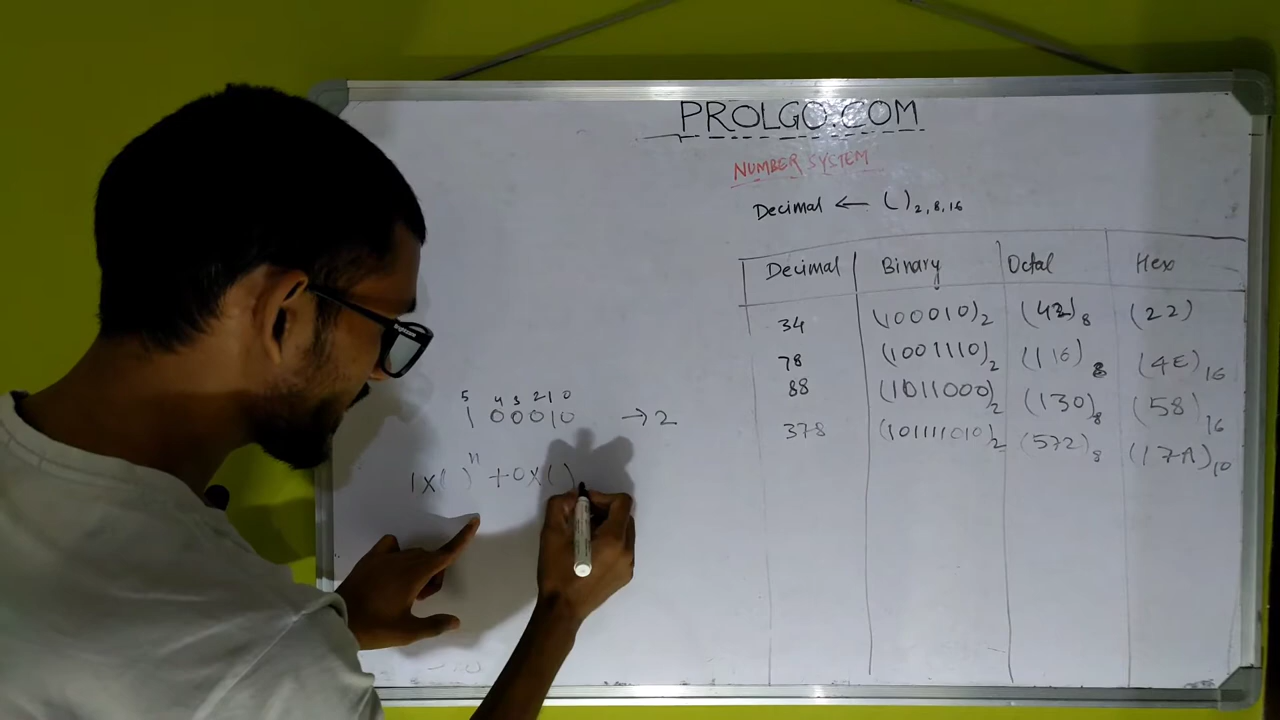 PROLGO.COM
NUMBER SYSTEM
Decimal ← ( )2, 8, 16
Decimal Binary Octal Hex
34 (100010)2 (42)8 (22)
78 (1001110)2 (116)8 (4E)16
88 (1011000)2 (130)8 (58)16
378 (101111010)2 (572)8 (17A)10
5 4 3 2 1 0
1 0 0 0 1 0 → 2
1×( )n + 0×( )